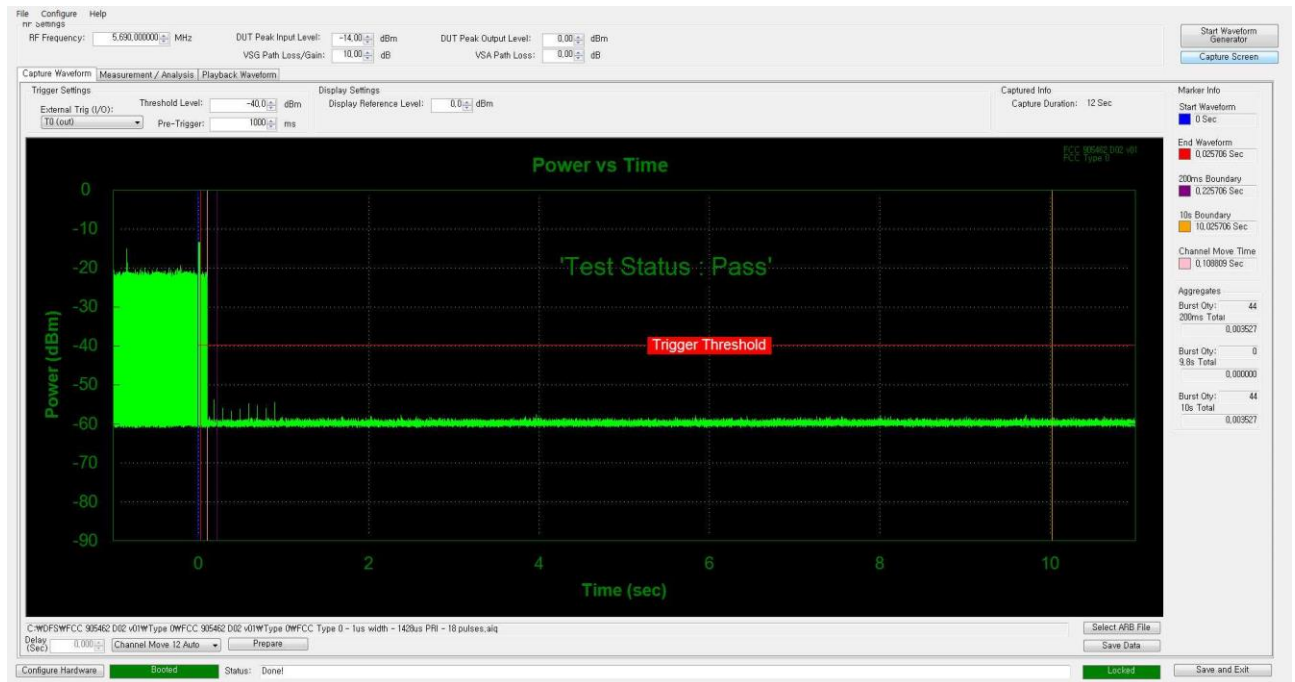 File Configure Help
RF Settings
RF Frequency: 5,690,000000 MHz DUT Peak Input Level: -14,00 dBm DUT Peak Output Level: 0,00 dBm
VSG Path Loss/Gain: 10,00 dB VSA Path Loss: 0,00 dB
Start Waveform Generator
Capture Screen
Capture Waveform Measurement / Analysis Playback Waveform
Trigger Settings
External Trig (I/O): Threshold Level: -40,0 dBm
T0 (out) Pre-Trigger: 1000 ms
Display Settings
Display Reference Level: 0,0 dBm
Captured Info
Capture Duration: 12 Sec
Marker Info
Start Waveform
0 Sec
End Waveform
0,025706 Sec
200ms Boundary
0,225706 Sec
10s Boundary
10,025706 Sec
Channel Move Time
0,108809 Sec
Aggregates
Burst Qty: 44
200ms Total
0,003527
Burst Qty: 0
9,8s Total
0,000000
Burst Qty: 44
10s Total
0,003527
FCC 905462 D02 v01
FCC Type 0
Power vs Time
'Test Status : Pass'
Trigger Threshold
Power (dBm)
0
-10
-20
-30
-40
-50
-60
-70
-80
-90
0 2 4 6 8 10
Time (sec)
C:₩DFS₩FCC 905462 D02 v01₩Type 0₩FCC 905462 D02 v01₩Type 0₩FCC Type 0 - 1us width - 1428us PRI - 18 pulses,aiq
Select ARB File
Delay (Sec) 0,000 Channel Move 12 Auto Prepare
Save Data
Configure Hardware Booted Status: Done! Locked Save and Exit